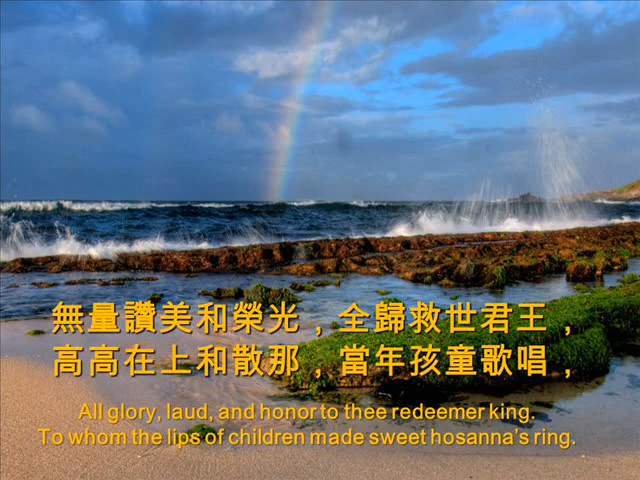 無量讚美和榮光，全歸救世君王，
高高在上和散那，當年孩童歌唱，
All glory, laud, and honor to thee redeemer king.
To whom the lips of children made sweet hosanna's ring.